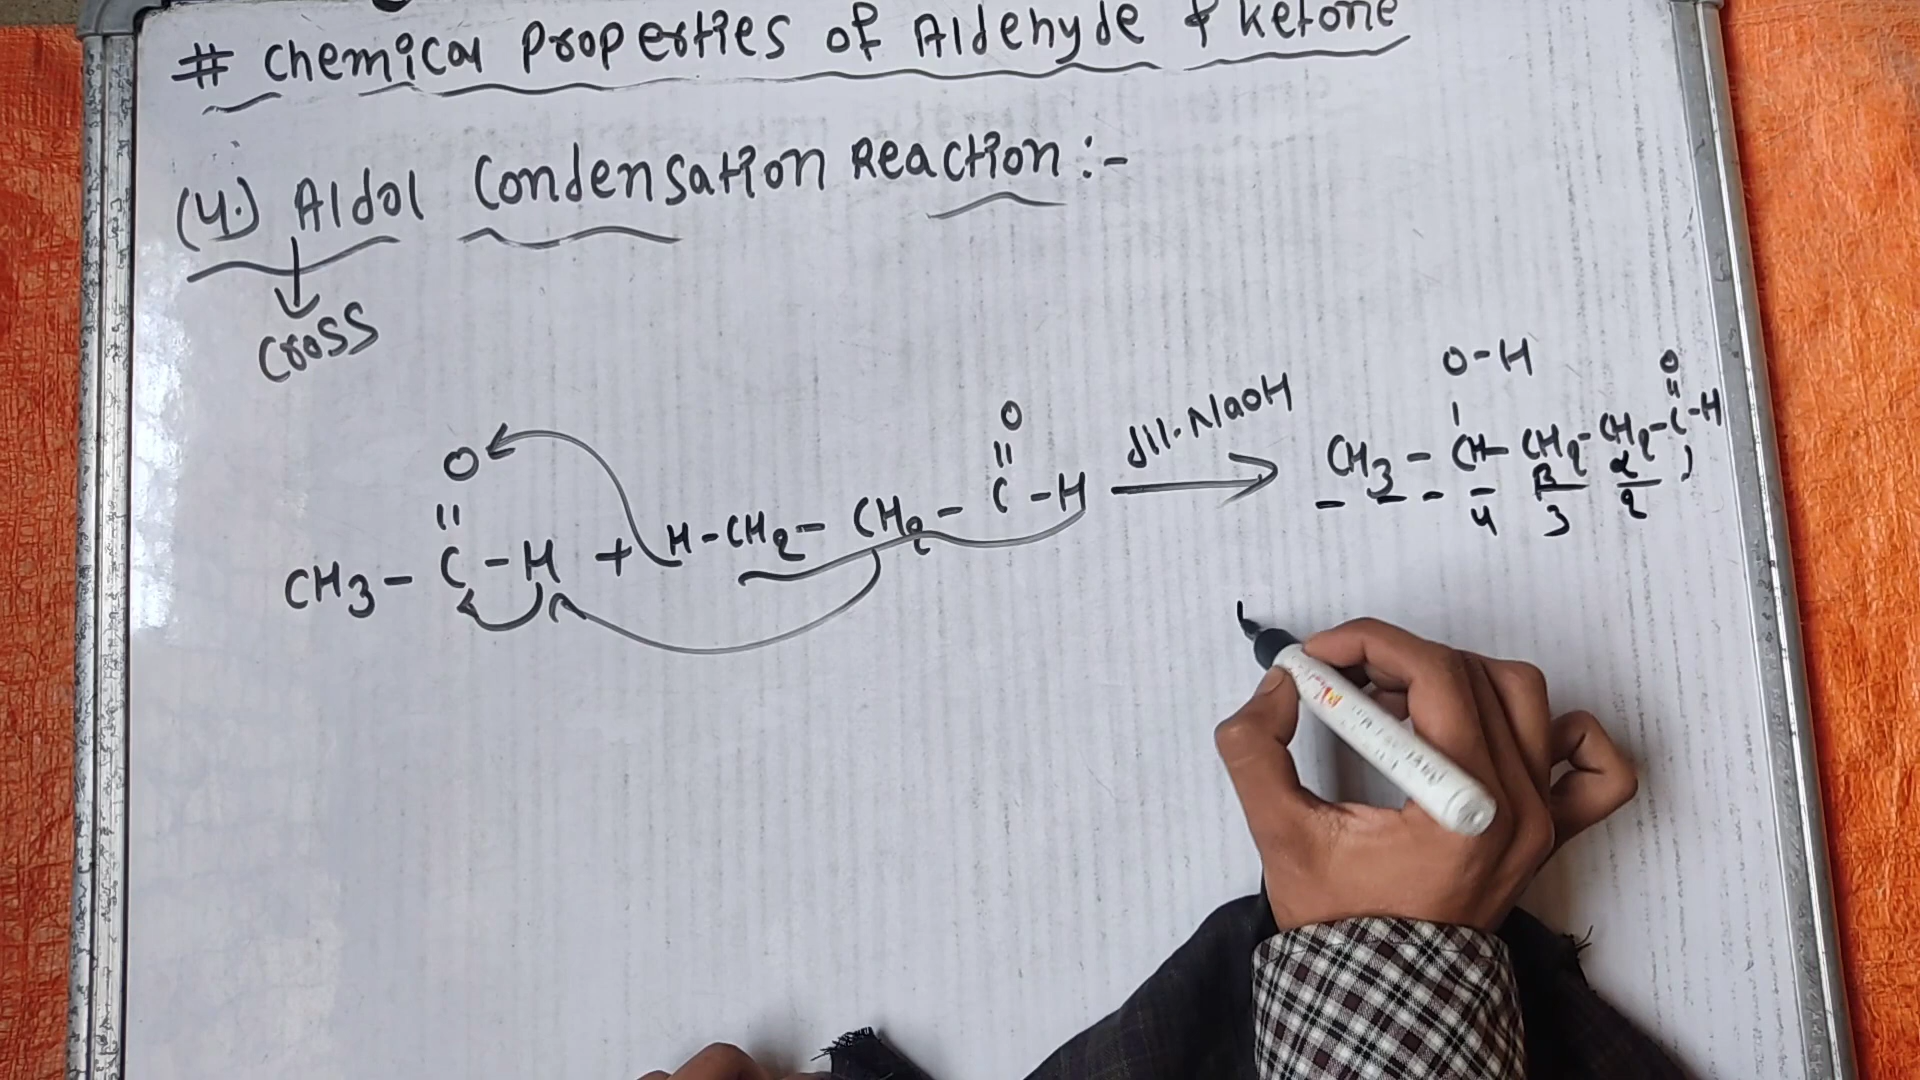 # Chemical Properties of Aldehyde & Ketone
(4.) Aldol Condensation Reaction :-
Cross
O O dil. NaOH O-H O
|| || | ||
CH3 - C - H + H - CH2 - CH2 - C - H CH3 - CH - CH2 - CH2 - C - H
β α
4 3 2 1